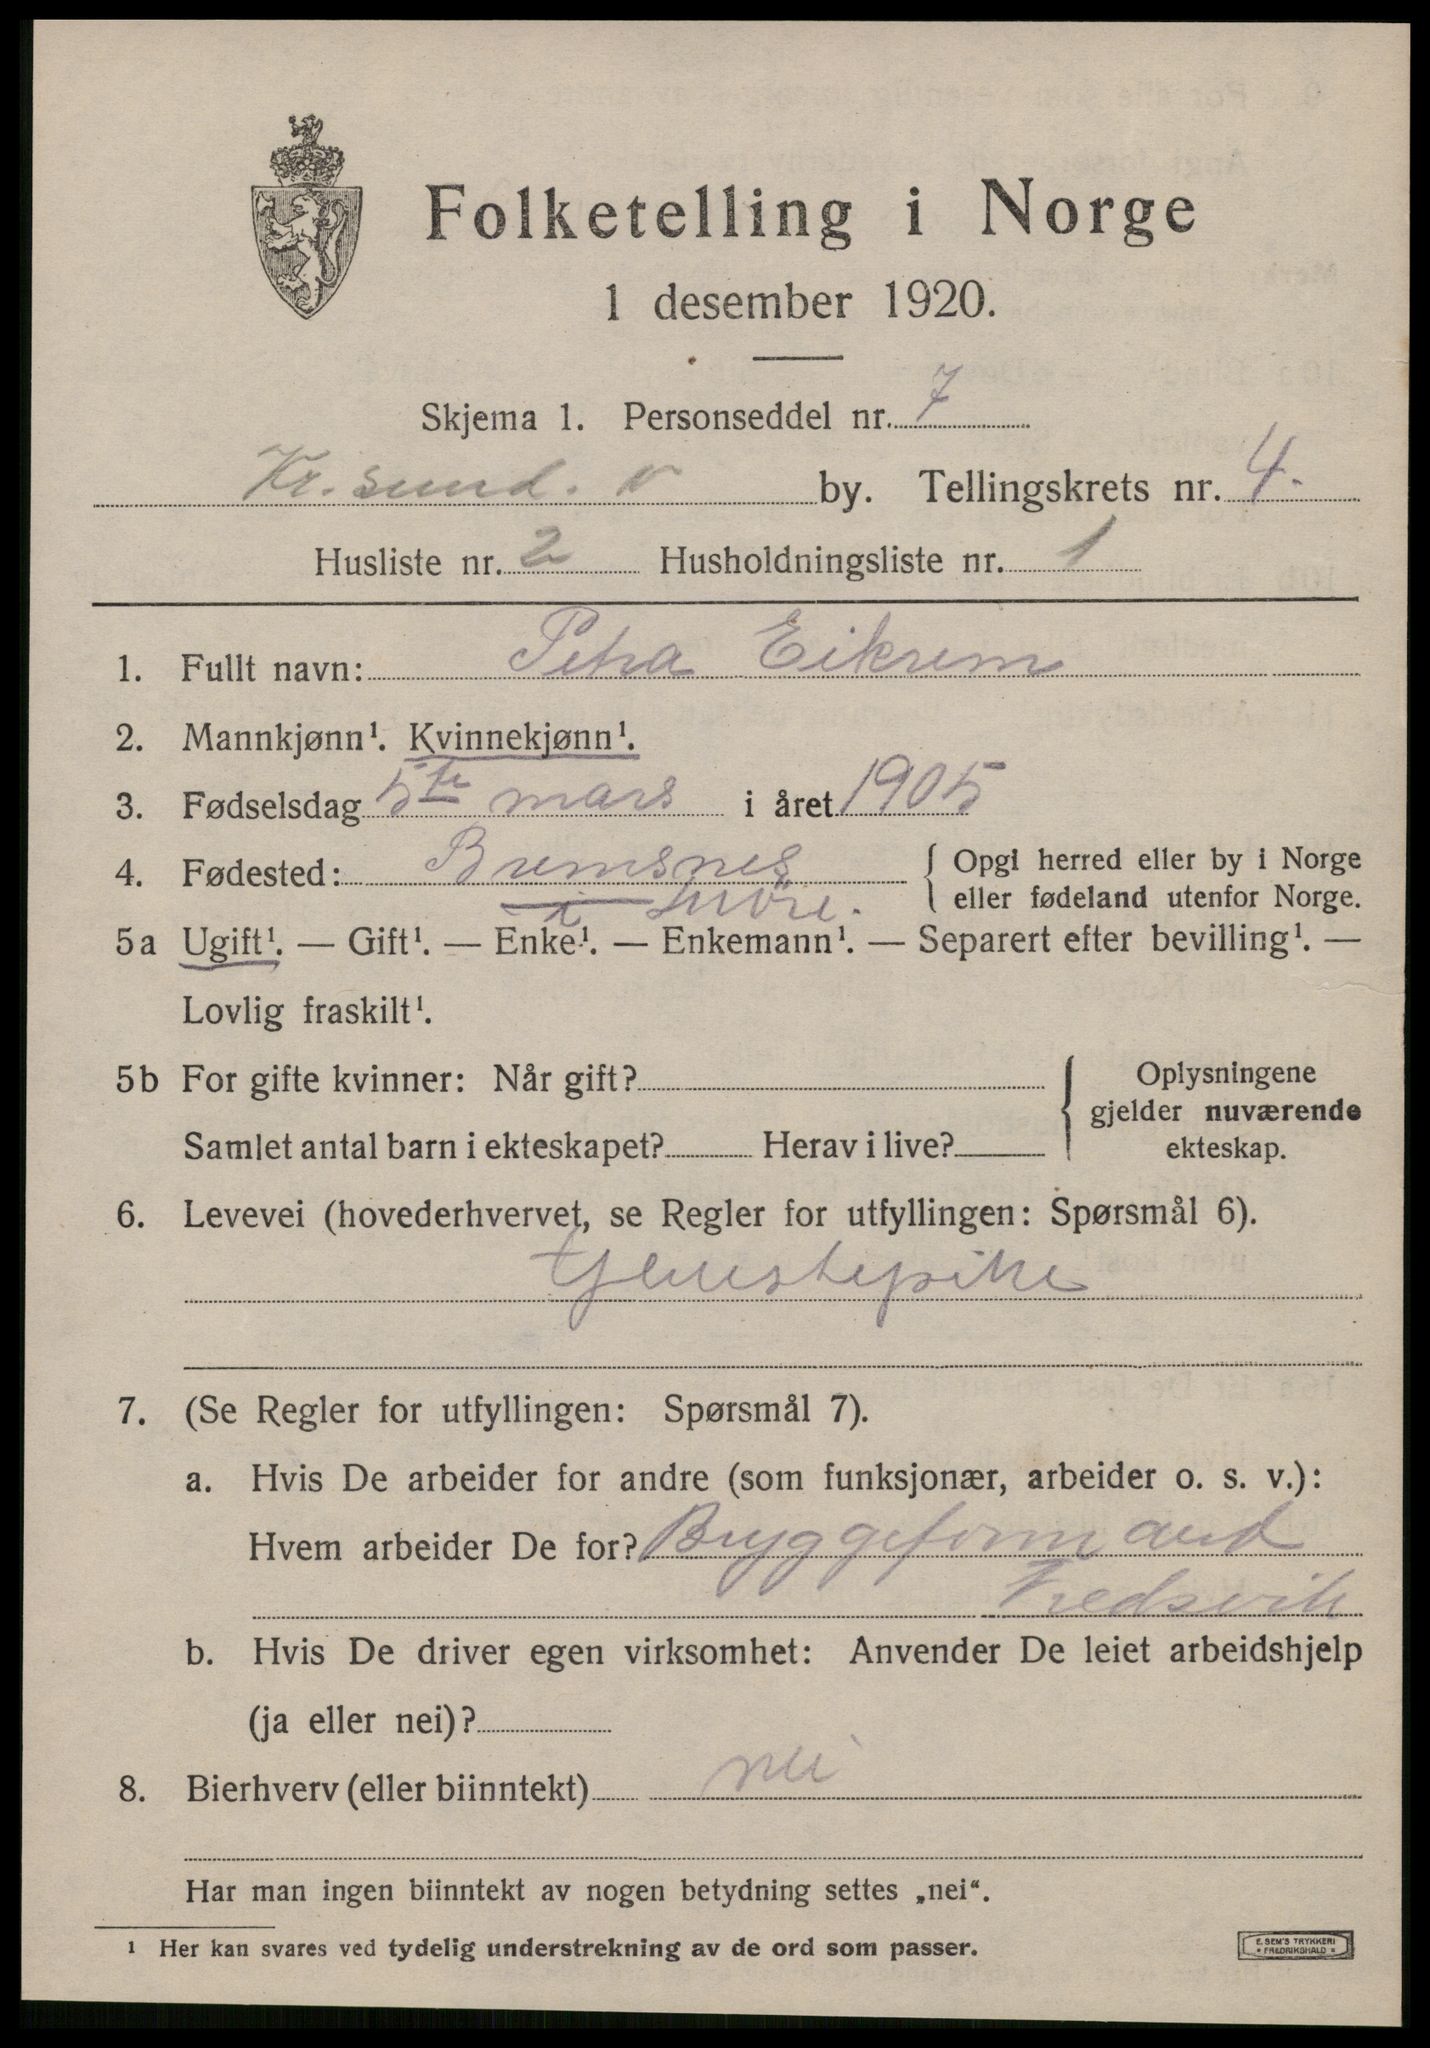 Folketelling i Norge
1 desember 1920.
Skjema 1. Personseddel nr. 7
Kr. sund. N by. Tellingskrets nr. 4.
Husliste nr. 2 Husholdningsliste nr. 1
1. Fullt navn: Petra Eikrem
2. Mannkjønn¹. Kvinnekjønn¹.
3. Fødselsdag 5te mars i året 1905
4. Fødested: Bremsnes { Opgi herred eller by i Norge
i Nmöre. eller fødeland utenfor Norge.
5a Ugift¹. — Gift¹. — Enke¹. — Enkemann¹. — Separert efter bevilling¹. —
Lovlig fraskilt¹.
5b For gifte kvinner: Når gift? { Oplysningene
gjelder nuværende
Samlet antal barn i ekteskapet? Herav i live? ekteskap.
6. Levevei (hovederhvervet, se Regler for utfyllingen: Spørsmål 6).
Tjenestepike
7. (Se Regler for utfyllingen: Spørsmål 7).
a. Hvis De arbeider for andre (som funksjonær, arbeider o. s. v.):
Hvem arbeider De for? Bryggeformand
Fredsvik
b. Hvis De driver egen virksomhet: Anvender De leiet arbeidshjelp
(ja eller nei)?
8. Bierhverv (eller biinntekt) nei
Har man ingen biinntekt av nogen betydning settes „nei“.
¹ Her kan svares ved tydelig understrekning av de ord som passer.
E. SEM'S TRYKKERI
* FREDRIKSHALD *